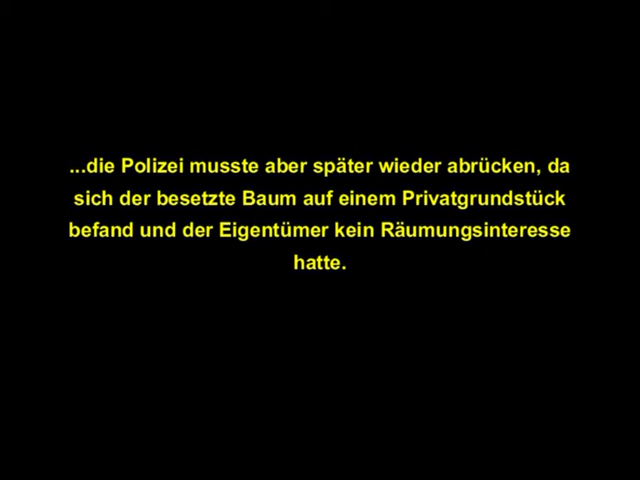 ...die Polizei musste aber später wieder abrücken, da
sich der besetzte Baum auf einem Privatgrundstück
befand und der Eigentümer kein Räumungsinteresse
hatte.